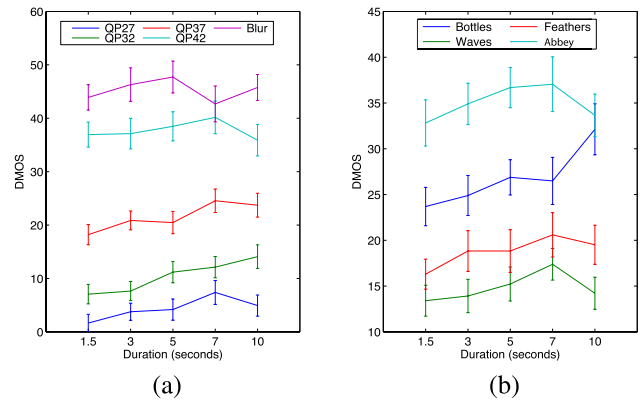 QP27 QP37 Blur
QP32 QP42
60
50
40
30
20
10
0
DMOS
1.5 3 5 7 10
Duration (seconds)
(a)
Bottles Feathers
Waves Abbey
45
40
35
30
25
20
15
10
DMOS
1.5 3 5 7 10
Duration (seconds)
(b)